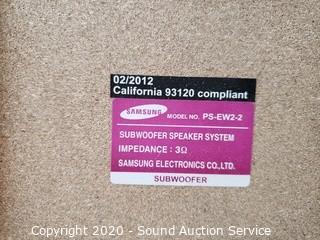 02/2012
California 93120 compliant
SAMSUNG MODEL NO. PS-EW2-2
SUBWOOFER SPEAKER SYSTEM
IMPEDANCE : 3Ω
SAMSUNG ELECTRONICS CO.,LTD.
SUBWOOFER
Copyright 2020 - Sound Auction Service